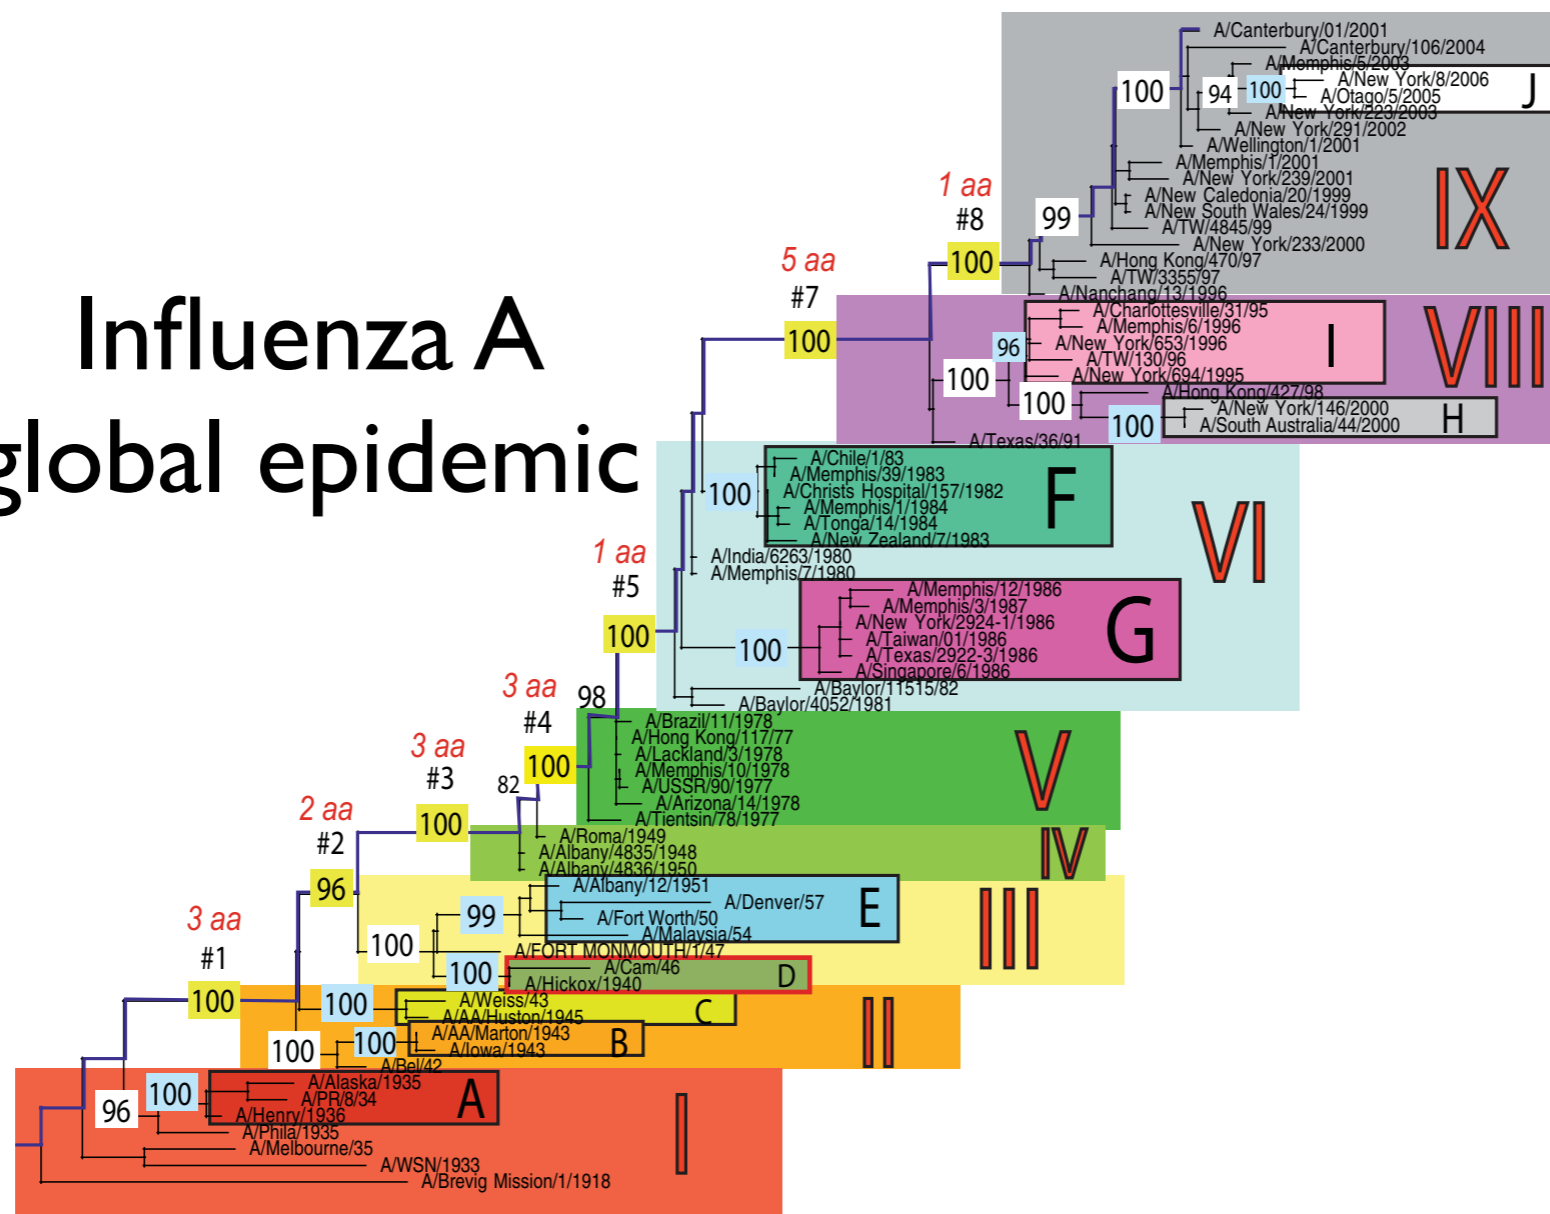 Influenza A
global epidemic
A/Canterbury/01/2001
A/Canterbury/106/2004
A/Memphis/5/2003
A/New York/8/2006
A/Otago/5/2005
J
100
94
100
A/New York/223/2003
A/New York/291/2002
A/Wellington/1/2001
A/Memphis/1/2001
A/New York/239/2001
A/New Caledonia/20/1999
A/New South Wales/24/1999
A/TW/4845/99
A/New York/233/2000
A/Hong Kong/470/97
A/TW/3355/97
A/Nanchang/13/1996
IX
99
1 aa
#8
100
5 aa
#7
100
A/Charlottesville/31/95
A/Memphis/6/1996
A/New York/653/1996
A/TW/130/96
A/New York/694/1995
I
VIII
96
100
100
A/Hong Kong/427/98
A/New York/146/2000
A/South Australia/44/2000
H
100
A/Texas/36/91
A/Chile/1/83
A/Memphis/39/1983
A/Christs Hospital/157/1982
A/Memphis/1/1984
A/Tonga/14/1984
A/New Zealand/7/1983
F
100
VI
A/India/6263/1980
A/Memphis/7/1980
1 aa
#5
100
A/Memphis/12/1986
A/Memphis/3/1987
A/New York/2924-1/1986
A/Taiwan/01/1986
A/Texas/2922-3/1986
A/Singapore/6/1986
G
100
A/Baylor/11515/82
A/Baylor/4052/1981
3 aa
#4
98
100
A/Brazil/11/1978
A/Hong Kong/117/77
A/Lackland/3/1978
A/Memphis/10/1978
A/USSR/90/1977
A/Arizona/14/1978
A/Tientsin/78/1977
V
3 aa
#3
82
100
A/Roma/1949
A/Albany/4835/1948
A/Albany/4836/1950
IV
2 aa
#2
96
A/Albany/12/1951
A/Denver/57
A/Fort Worth/50
A/Malaysia/54
E
99
III
100
A/FORT MONMOUTH/1/47
A/Cam/46
A/Hickox/1940
D
100
3 aa
#1
100
A/Weiss/43
A/AA/Huston/1945
C
100
II
A/AA/Marton/1943
A/Iowa/1943
B
100
100
A/Bel/42
A/Alaska/1935
A/PR/8/34
A/Henry/1936
A
100
96
A/Phila/1935
A/Melbourne/35
A/WSN/1933
A/Brevig Mission/1/1918
I